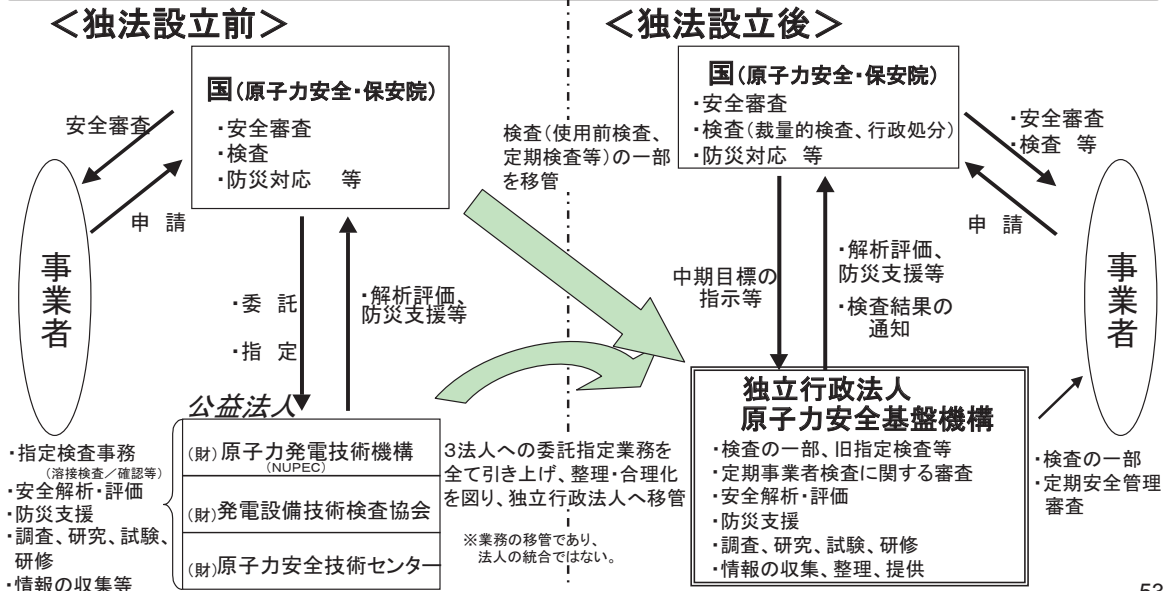 ＜独法設立前＞
国(原子力安全・保安院)
・安全審査
・検査
・防災対応　等
安全審査
申 請
事業者
・委 託
・指 定
・解析評価、
防災支援等
公益法人
(財)原子力発電技術機構
(NUPEC)
(財)発電設備技術検査協会
(財)原子力安全技術センター
・指定検査事務
(溶接検査／確認等)
・安全解析・評価
・防災支援
・調査、研究、試験、
研修
・情報の収集等
検査(使用前検査、
定期検査等)の一部
を移管
3法人への委託指定業務を
全て引き上げ、整理・合理化
を図り、独立行政法人へ移管
※業務の移管であり、
法人の統合ではない。
＜独法設立後＞
国(原子力安全・保安院)
・安全審査
・検査(裁量的検査、行政処分)
・防災対応 等
・安全審査
・検査 等
申 請
事業者
中期目標の
指示等
・解析評価、
防災支援等
・検査結果の
通知
独立行政法人
原子力安全基盤機構
・検査の一部、旧指定検査等
・定期事業者検査に関する審査
・安全解析・評価
・防災支援
・調査、研究、試験、研修
・情報の収集、整理、提供
・検査の一部
・定期安全管理
審査
53